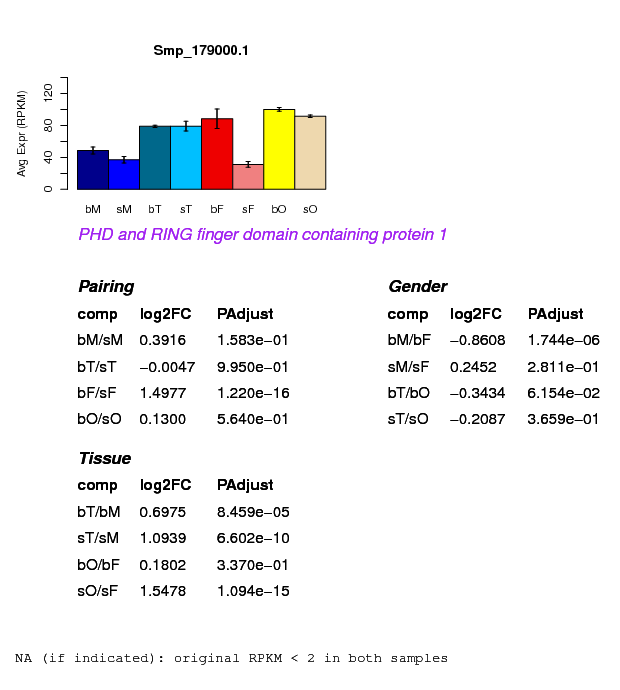 Smp_179000.1
Avg Expr (RPKM)
0 40 80 120
bM sM bT sT bF sF bO sO
PHD and RING finger domain containing protein 1
Pairing
comp log2FC PAdjust
bM/sM 0.3916 1.583e−01
bT/sT −0.0047 9.950e−01
bF/sF 1.4977 1.220e−16
bO/sO 0.1300 5.640e−01
Gender
comp log2FC PAdjust
bM/bF −0.8608 1.744e−06
sM/sF 0.2452 2.811e−01
bT/bO −0.3434 6.154e−02
sT/sO −0.2087 3.659e−01
Tissue
comp log2FC PAdjust
bT/bM 0.6975 8.459e−05
sT/sM 1.0939 6.602e−10
bO/bF 0.1802 3.370e−01
sO/sF 1.5478 1.094e−15
NA (if indicated): original RPKM < 2 in both samples